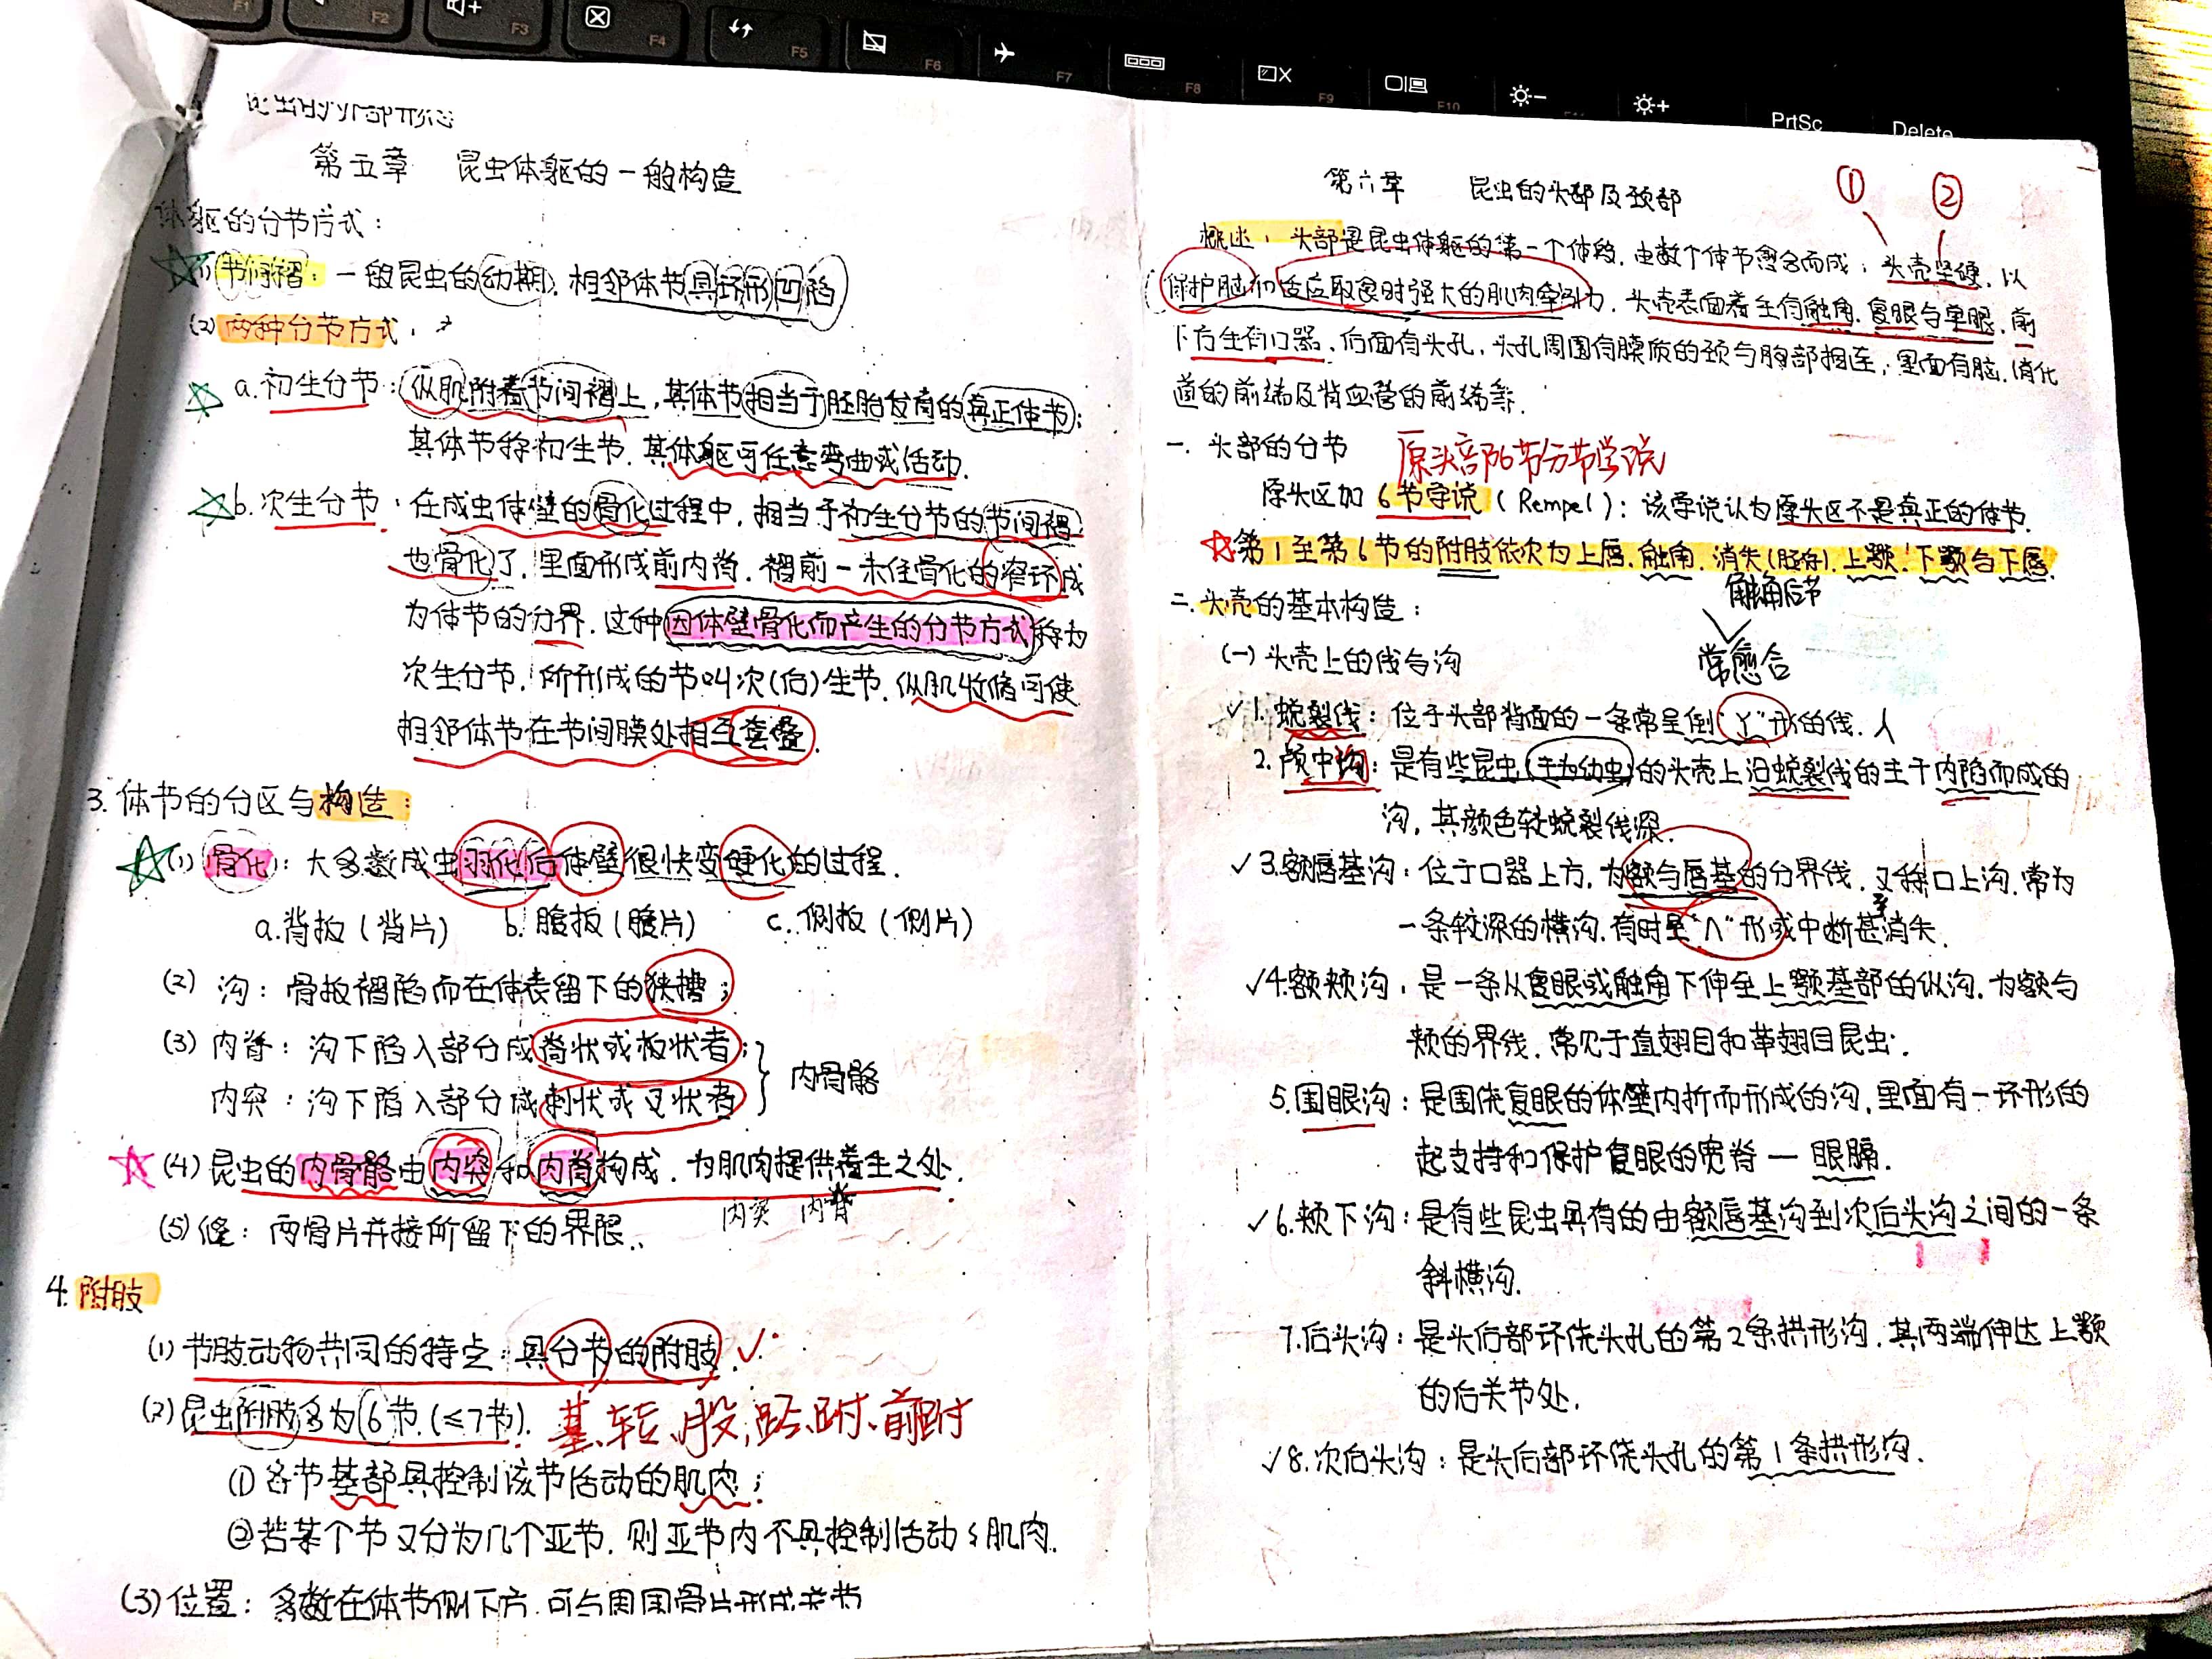 F1
F2
F3
F4
F5
F6
F7
F8
F9
F10
PrtSc
Delete
第五章 昆虫体躯的一般构造
体躯的分节方式:
(1) 节间褶: 一般昆虫的幼期, 相邻体节具环形凹陷
(2) 两种分节方式:
a. 初生分节: 纵肌附着节间褶上, 其体节相当于胚胎发育的真正体节;
其体节称初生节. 其体躯可任意弯曲或活动.
b. 次生分节: 在成虫体壁的骨化过程中, 相当于初生分节的节间褶
也骨化了, 里面形成前内脊, 褶前一未经骨化的窄环成
为体节的分界. 这种因体壁骨化而产生的分节方式称为
次生分节, 所形成的节叫次(后)生节. 纵肌收缩可使
相邻体节在节间膜处相互套叠.
3. 体节的分区与构造:
(1) 骨化: 大多数成虫羽化后体壁很快变硬化的过程.
a. 背板(背片) b. 腹板(腹片) c. 侧板(侧片)
(2) 沟: 骨板褶陷而在体表留下的狭槽;
(3) 内脊: 沟下陷入部分成脊状或板状者;
内突: 沟下陷入部分成刺状或叉状者
} 内骨骼
(4) 昆虫的内骨骼由内突和内脊构成, 为肌肉提供着生之处.
内突 内脊
(5) 缝: 两骨片并接所留下的界限.
4. 附肢
(1) 节肢动物共同的特点: 具分节的附肢. ✓
(2) 昆虫附肢多为6节 (≤7节). 基、转、股、胫、跗、前跗
① 各节基部具控制该节活动的肌肉;
② 若某个节又分为几个亚节, 则亚节内不具控制活动的肌肉.
(3) 位置: 多数在体节侧下方, 可与周围骨片形成关节
第六章 昆虫的头部及颈部
① ②
概述: 头部是昆虫体躯的第一个体段, 由数个体节愈合而成; 头壳坚硬, 以
保护脑和适应取食时强大的肌肉牵引力, 头壳表面着生有触角, 复眼与单眼, 前
下方生有口器, 后面有头孔, 头孔周围有膜质的颈与胸部相连, 里面有脑, 消化
道的前端及背血管的前端等.
一. 头部的分节 原头部6节分节学说
原头区加6节学说 (Rempel): 该学说认为原头区不是真正的体节.
第1至第6节的附肢依次为上唇, 触角, 消失(胚存), 上颚, 下颚与下唇.
触角后节
常愈合
二. 头壳的基本构造:
(一) 头壳上的线与沟
✓1. 蜕裂线: 位于头部背面的一条常呈倒"Y"形的线. 人
2. 颅中沟: 是有些昆虫(主为幼虫)的头壳上沿蜕裂线的主干内陷而成的
沟, 其颜色较蜕裂线深.
✓3. 额唇基沟: 位于口器上方, 为额与唇基的分界线, 又称口上沟, 常为
一条较深的横沟, 有时呈"∧"形或中断甚至消失.
✓4. 额颊沟: 是一条从复眼或触角下伸至上颚基部的纵沟, 为额与
颊的界线, 常见于直翅目和革翅目昆虫.
5. 围眼沟: 是围绕复眼的体壁内折而形成的沟, 里面有一环形的
起支持和保护复眼的宽脊 — 眼膈.
✓6. 颊下沟: 是有些昆虫具有的由额唇基沟到次后头沟之间的一条
斜横沟.
7. 后头沟: 是头后部环绕头孔的第2条拱形沟, 其两端伸达上颚
的后关节处.
✓8. 次后头沟: 是头后部环绕头孔的第1条拱形沟.